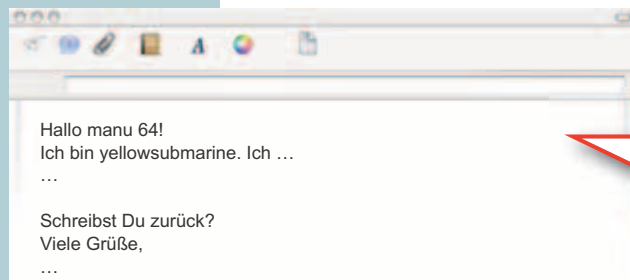 Hallo manu 64!
Ich bin yellowsubmarine. Ich …
…
Schreibst Du zurück?
Viele Grüße,
…